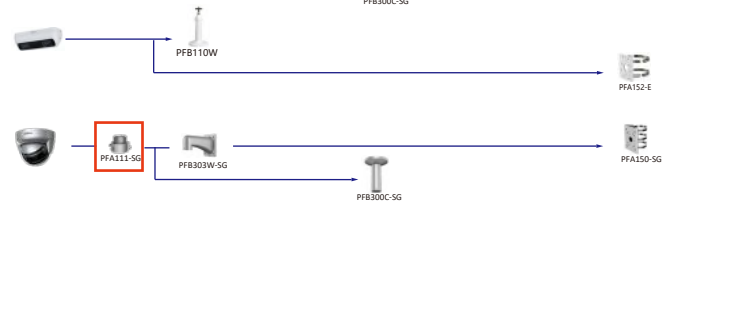 PFB300C-SG
PFB110W
PFA152-E
PFA111-SG
PFB303W-SG
PFA150-SG
PFB300C-SG